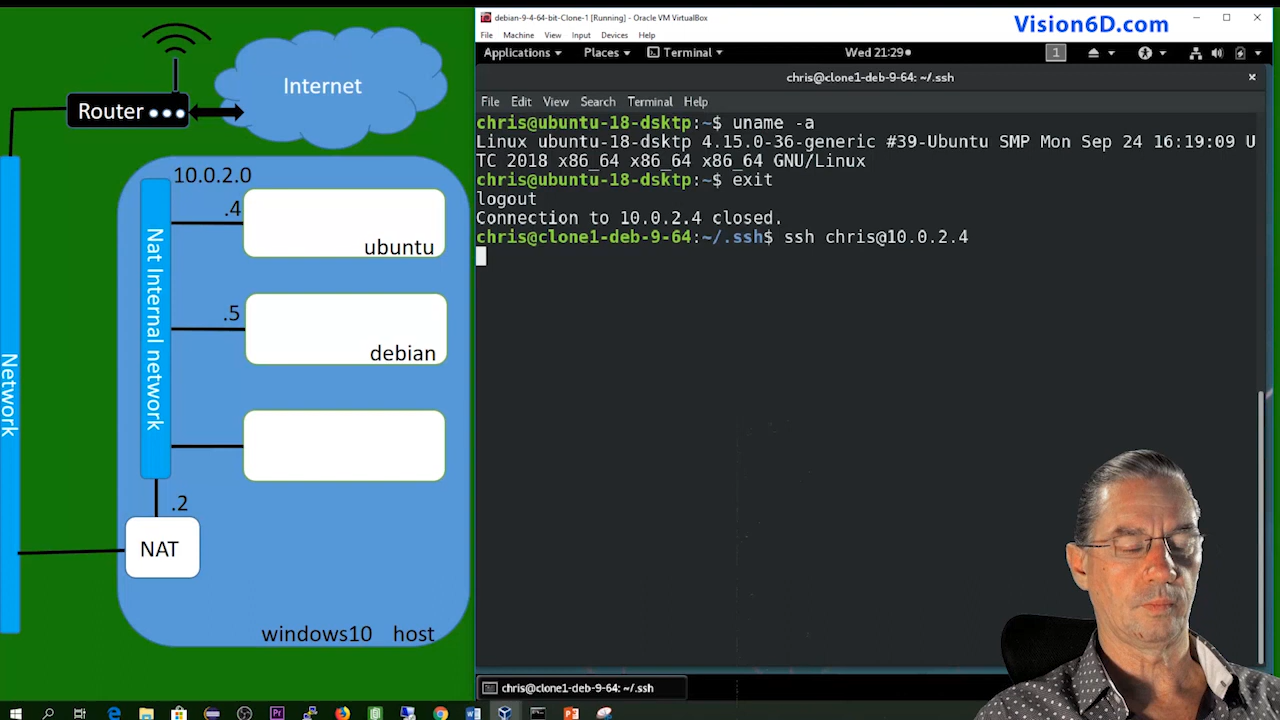 Internet
Router
10.0.2.0
.4
ubuntu
.5
debian
Nat Internal network
Network
.2
NAT
windows10 host
debian-9-4-64-bit-Clone-1 [Running] - Oracle VM VirtualBox
Vision6D.com
File Machine View Input Devices Help
Applications Places Terminal Wed 21:29 1
chris@clone1-deb-9-64: ~/.ssh
File Edit View Search Terminal Help
chris@ubuntu-18-dsktp:~$ uname -a
Linux ubuntu-18-dsktp 4.15.0-36-generic #39-Ubuntu SMP Mon Sep 24 16:19:09 U
TC 2018 x86_64 x86_64 x86_64 GNU/Linux
chris@ubuntu-18-dsktp:~$ exit
logout
Connection to 10.0.2.4 closed.
chris@clone1-deb-9-64:~/.ssh$ ssh chris@10.0.2.4
chris@clone1-deb-9-64: ~/.ssh